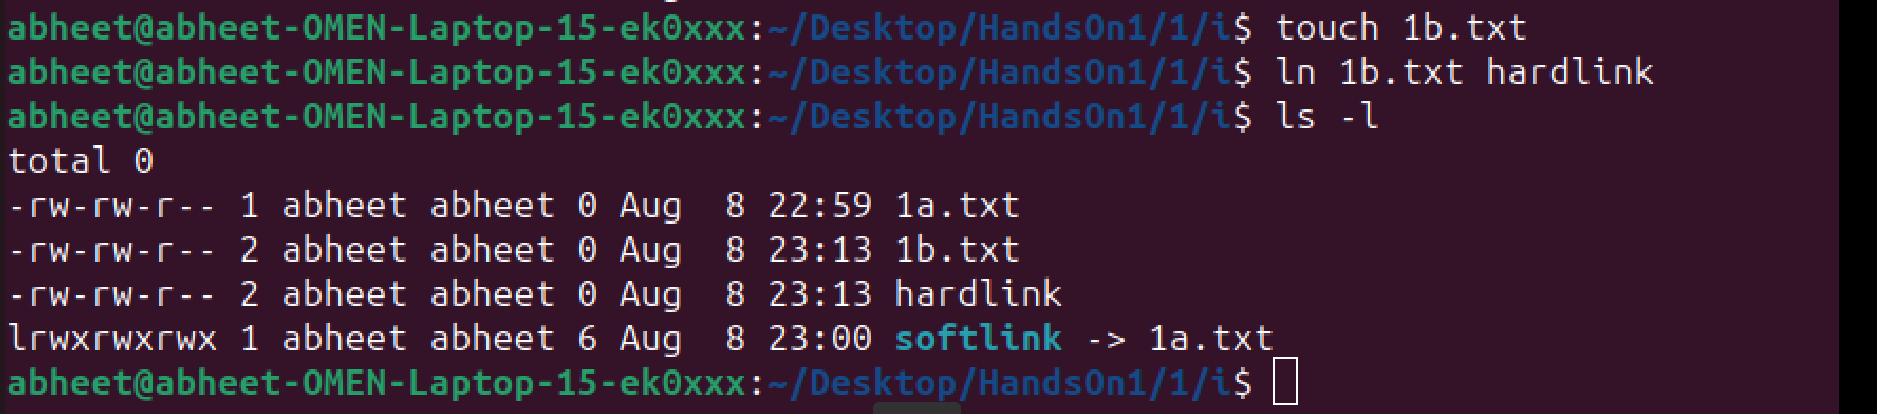 abheet@abheet-OMEN-Laptop-15-ek0xxx:~/Desktop/HandsOn1/1/i$ touch 1b.txt
abheet@abheet-OMEN-Laptop-15-ek0xxx:~/Desktop/HandsOn1/1/i$ ln 1b.txt hardlink
abheet@abheet-OMEN-Laptop-15-ek0xxx:~/Desktop/HandsOn1/1/i$ ls -l
total 0
-rw-rw-r-- 1 abheet abheet 0 Aug  8 22:59 1a.txt
-rw-rw-r-- 2 abheet abheet 0 Aug  8 23:13 1b.txt
-rw-rw-r-- 2 abheet abheet 0 Aug  8 23:13 hardlink
lrwxrwxrwx 1 abheet abheet 6 Aug  8 23:00 softlink -> 1a.txt
abheet@abheet-OMEN-Laptop-15-ek0xxx:~/Desktop/HandsOn1/1/i$